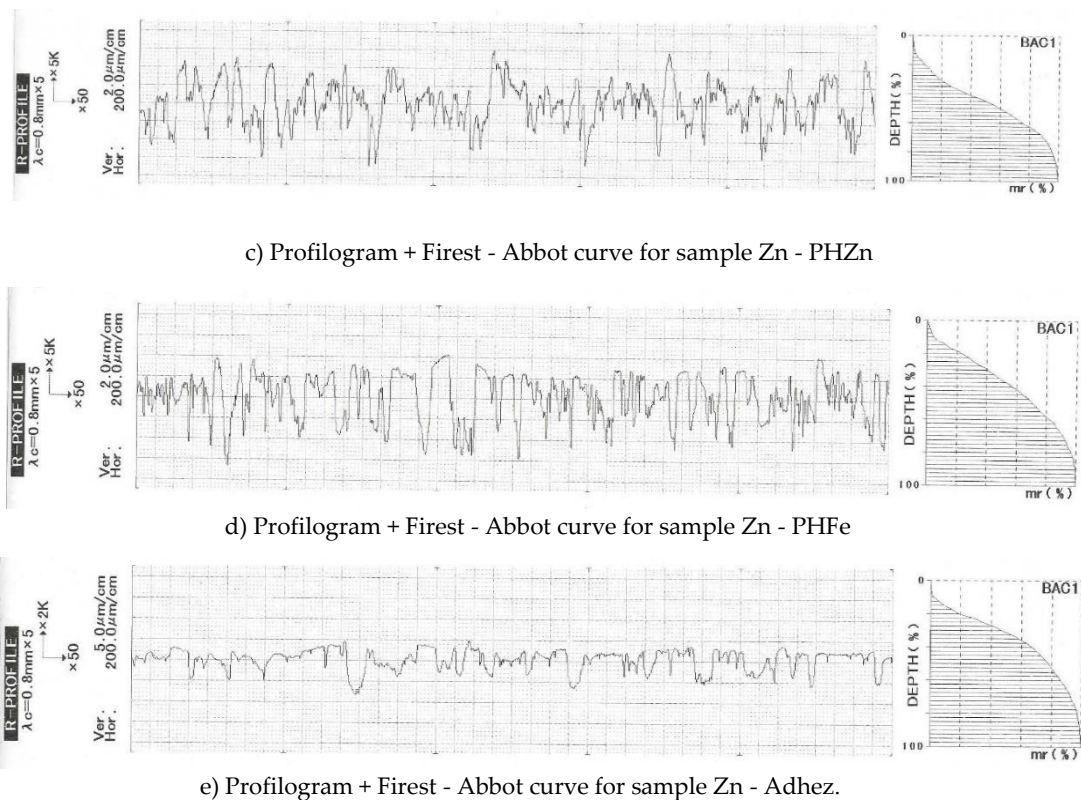 R-PROFILE
λc=0.8mm×5
×5K
×50
Ver. 2.0μm/cm
Hor. 200.0μm/cm
0
DEPTH(%)
100
BAC1
mr(%)
c) Profilogram + Firest - Abbot curve for sample Zn - PHZn
R-PROFILE
λc=0.8mm×5
×5K
×50
Ver. 2.0μm/cm
Hor. 200.0μm/cm
0
DEPTH(%)
100
BAC1
mr(%)
d) Profilogram + Firest - Abbot curve for sample Zn - PHFe
R-PROFILE
λc=0.8mm×5
×2K
×50
Ver. 5.0μm/cm
Hor. 200.0μm/cm
0
DEPTH(%)
100
BAC1
mr(%)
e) Profilogram + Firest - Abbot curve for sample Zn - Adhez.